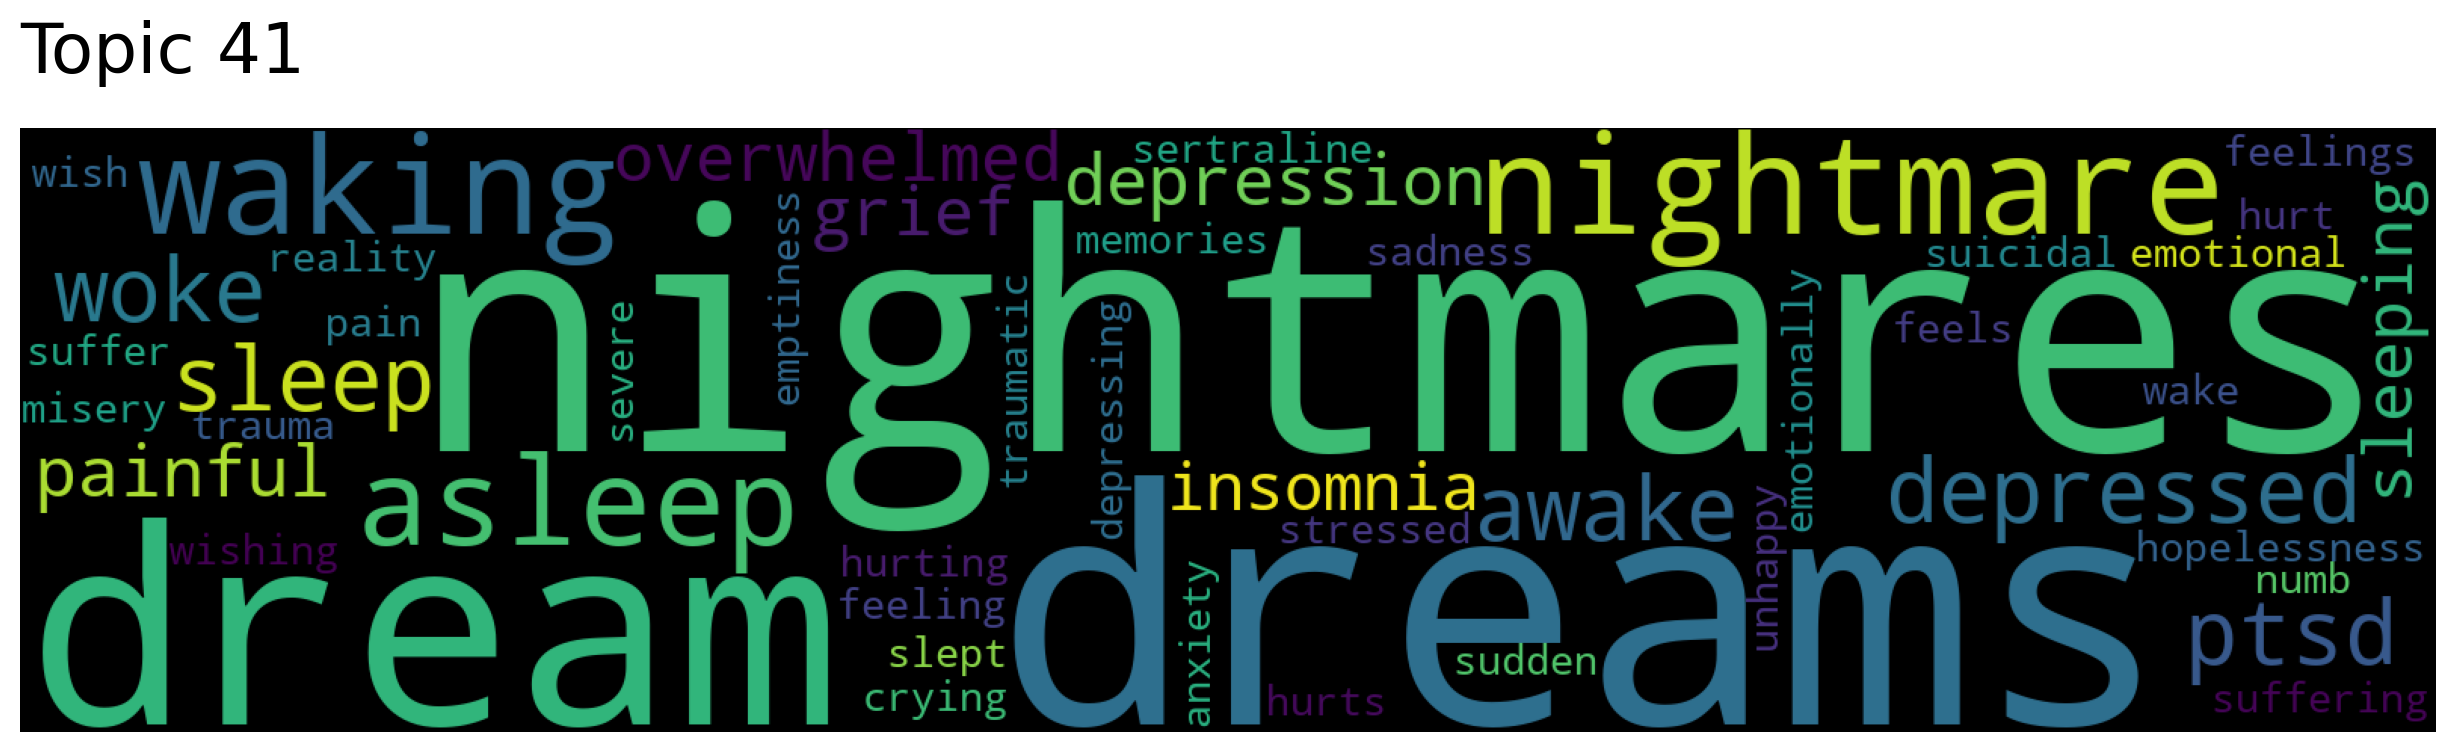 Topic 41
wish
waking
overwhelmed
sertraline
depression
nightmare
feelings
grief
hurt
woke
reality
emptiness
memories
sadness
suicidal
emotional
sleeping
nightmares
pain
suffer
sleep
severe
traumatic
depressing
emotionally
feels
misery
trauma
wake
painful
asleep
insomnia
awake
depressed
wishing
stressed
unhappy
hopelessness
dream
hurting
feeling
dreams
numb
anxiety
slept
sudden
ptsd
crying
hurts
suffering